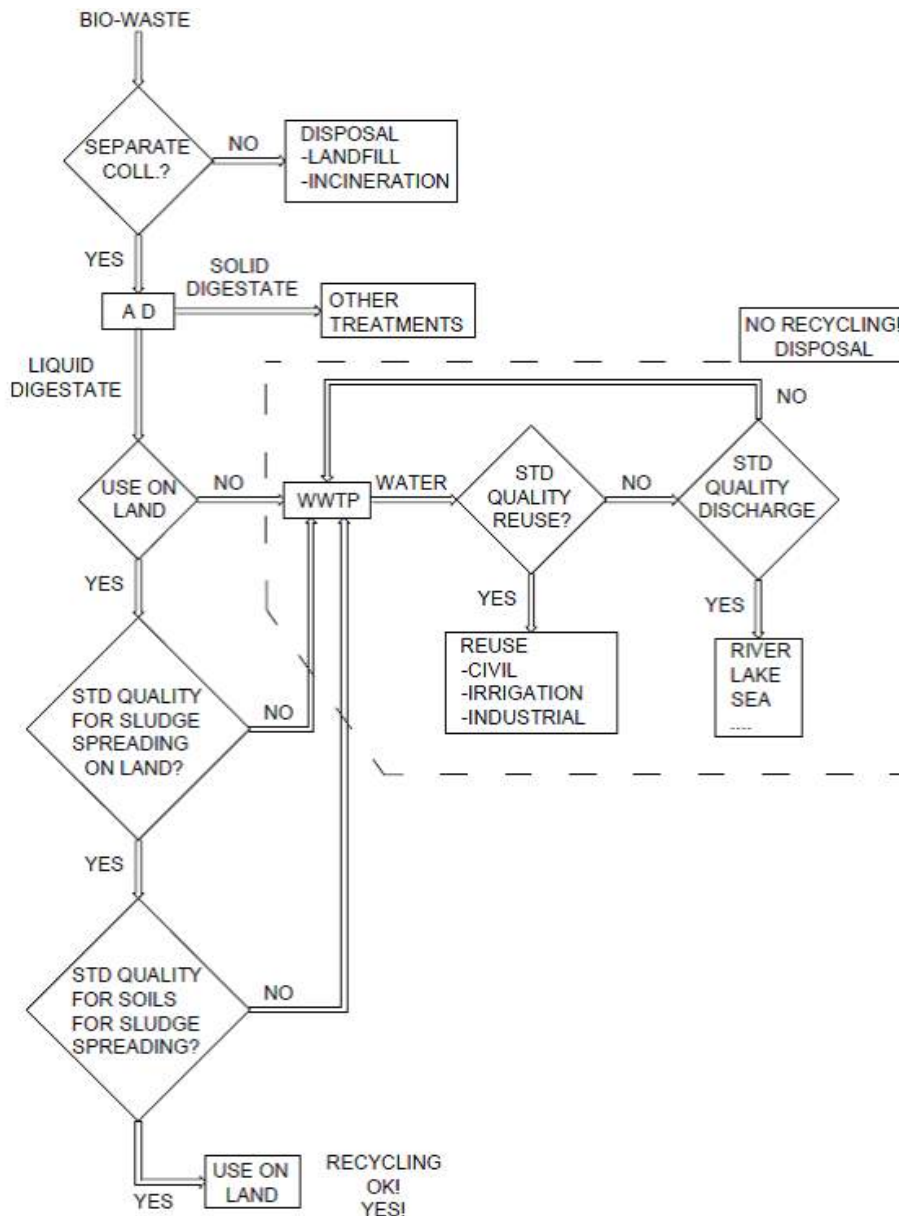 BIO-WASTE
SEPARATE
COLL.?
NO
DISPOSAL
-LANDFILL
-INCINERATION
YES
SOLID
DIGESTATE
A D
OTHER
TREATMENTS
NO RECYCLING!
DISPOSAL
LIQUID
DIGESTATE
NO
USE ON
LAND
NO
WWTP
WATER
STD
QUALITY
REUSE?
NO
STD
QUALITY
DISCHARGE
YES
YES
YES
REUSE
-CIVIL
-IRRIGATION
-INDUSTRIAL
RIVER
LAKE
SEA
----
STD QUALITY
FOR SLUDGE
SPREADING
ON LAND?
NO
YES
STD QUALITY
FOR SOILS
FOR SLUDGE
SPREADING?
NO
YES
USE ON
LAND
RECYCLING
OK!
YES!